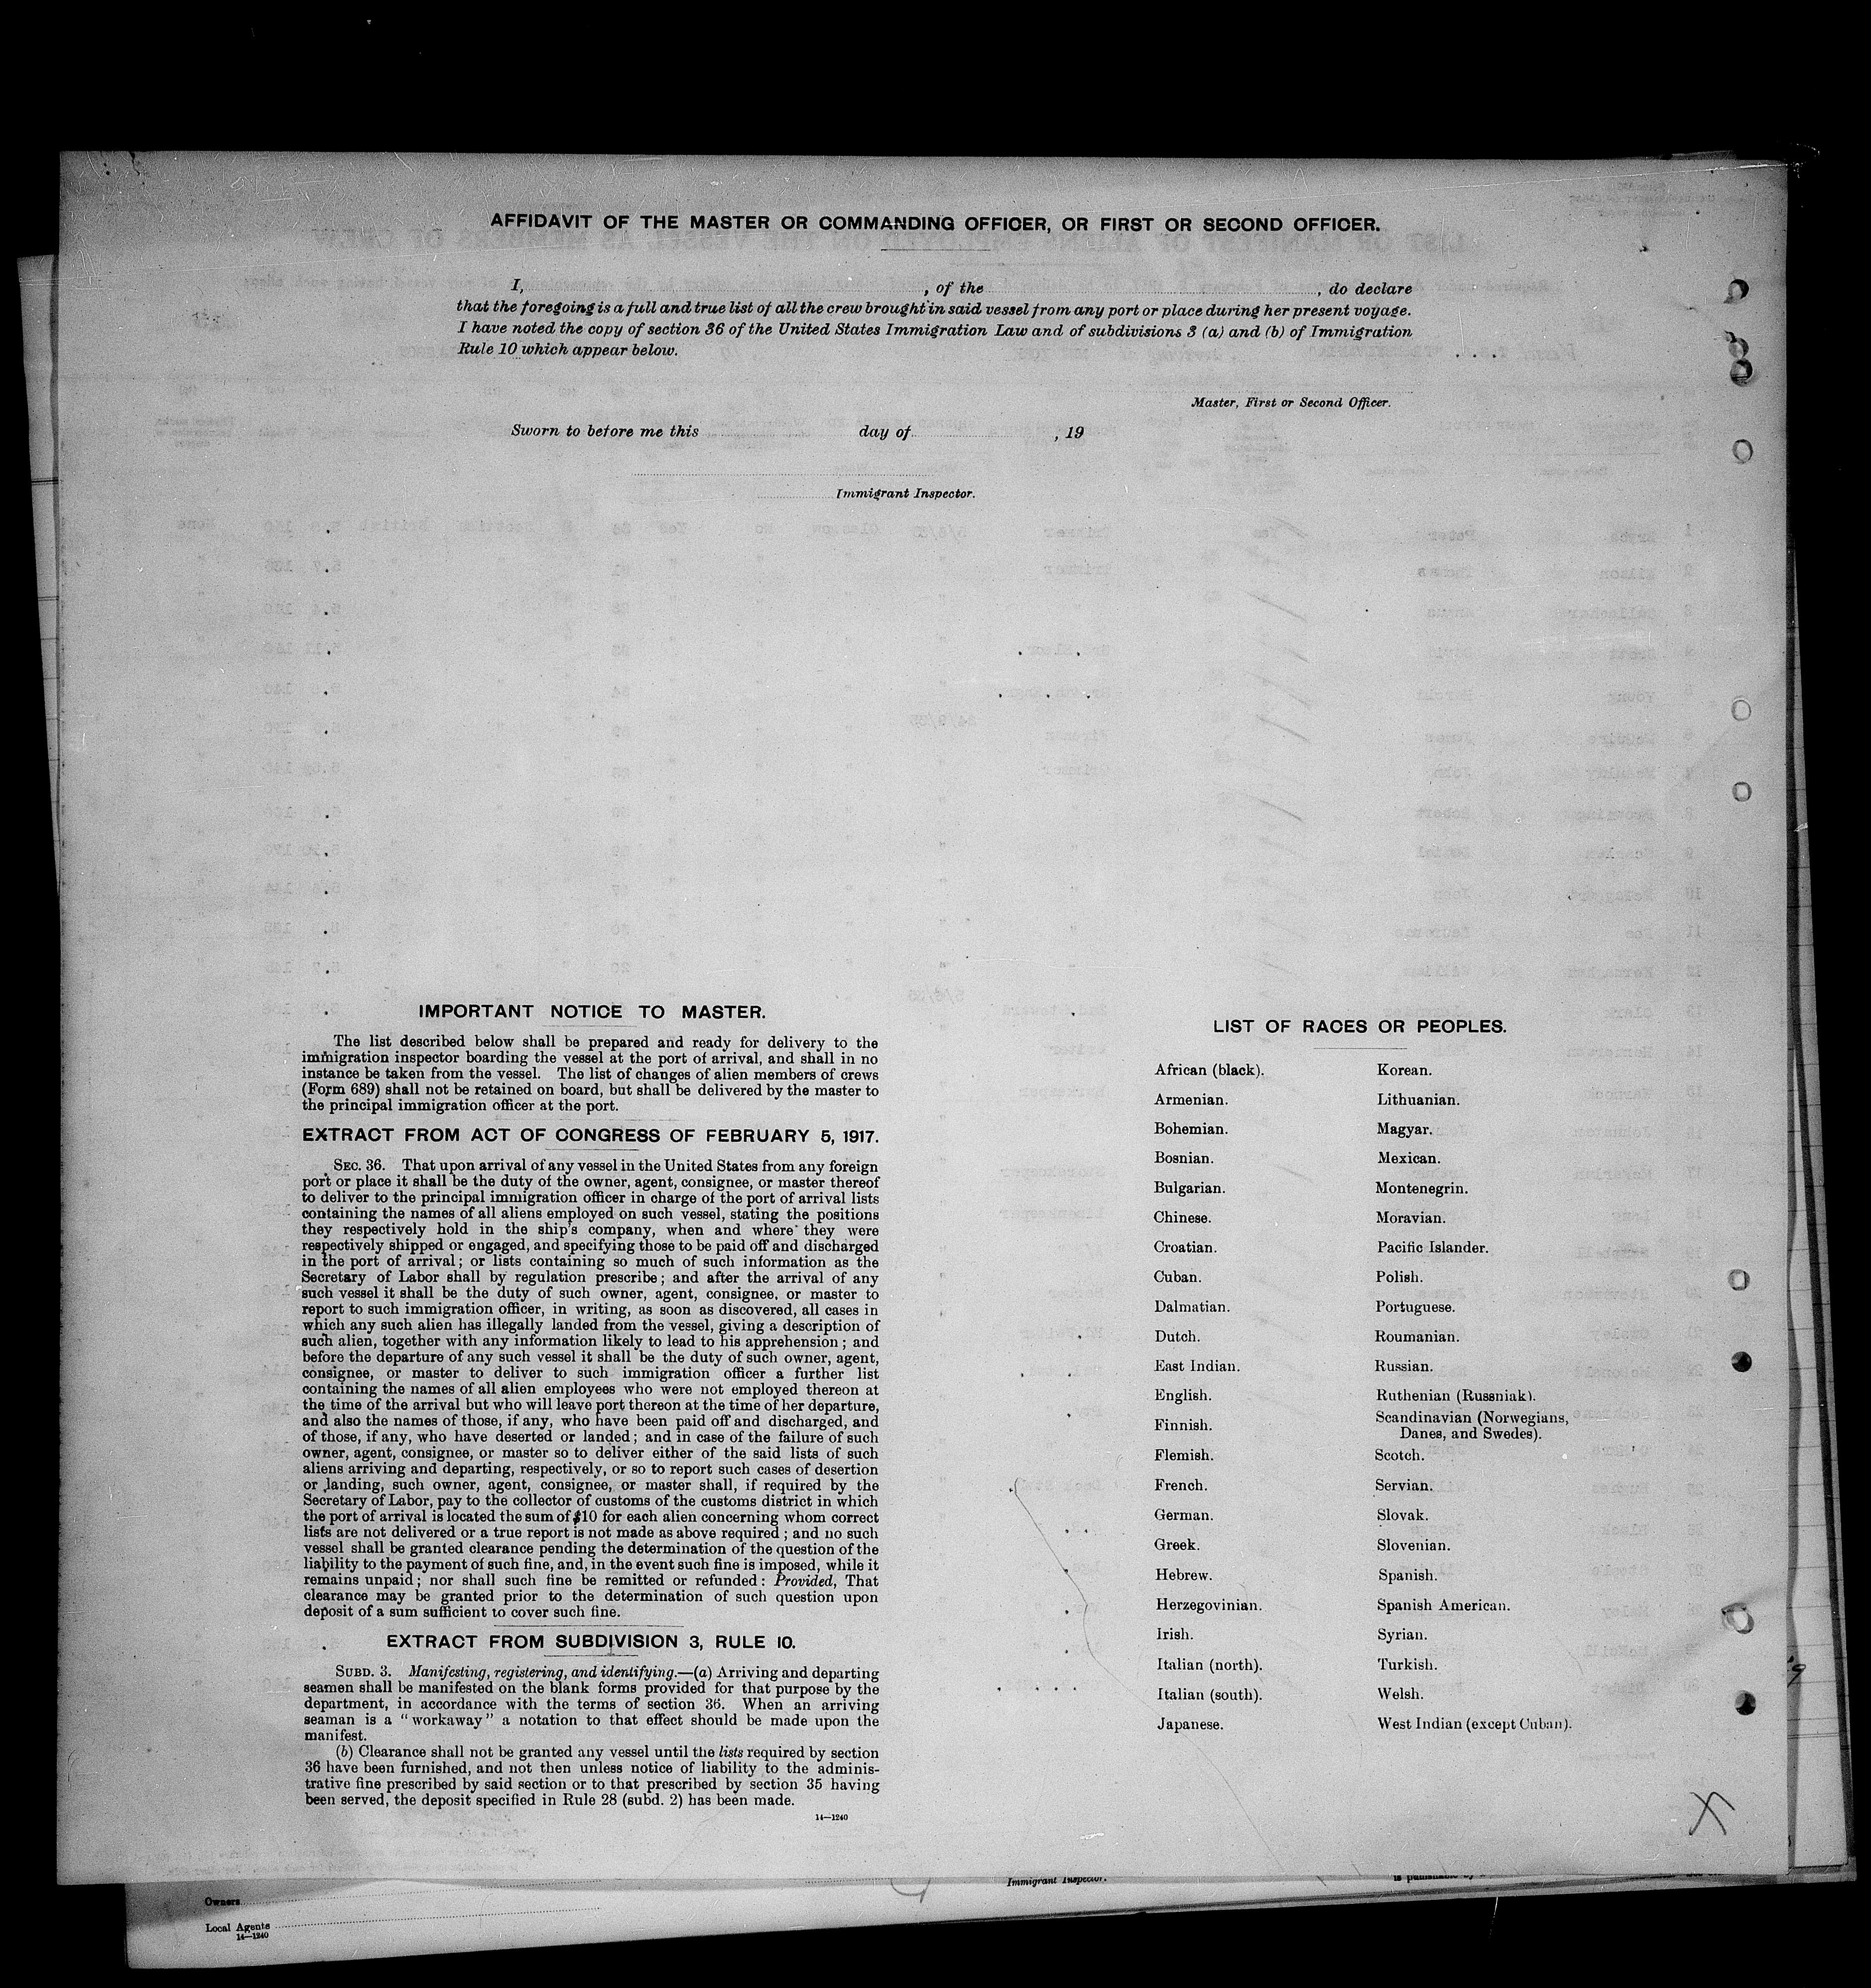 AFFIDAVIT OF THE MASTER OR COMMANDING OFFICER, OR FIRST OR SECOND OFFICER.
I, , of the , do declare
that the foregoing is a full and true list of all the crew brought in said vessel from any port or place during her present voyage.
I have noted the copy of section 36 of the United States Immigration Law and of subdivisions 3 (a) and (b) of Immigration
Rule 10 which appear below.
Master, First or Second Officer.
Sworn to before me this day of , 19
Immigrant Inspector.
IMPORTANT NOTICE TO MASTER.
The list described below shall be prepared and ready for delivery to the
immigration inspector boarding the vessel at the port of arrival, and shall in no
instance be taken from the vessel. The list of changes of alien members of crews
(Form 689) shall not be retained on board, but shall be delivered by the master to
the principal immigration officer at the port.
EXTRACT FROM ACT OF CONGRESS OF FEBRUARY 5, 1917.
SEC. 36. That upon arrival of any vessel in the United States from any foreign
port or place it shall be the duty of the owner, agent, consignee, or master thereof
to deliver to the principal immigration officer in charge of the port of arrival lists
containing the names of all aliens employed on such vessel, stating the positions
they respectively hold in the ship's company, when and where they were
respectively shipped or engaged, and specifying those to be paid off and discharged
in the port of arrival; or lists containing so much of such information as the
Secretary of Labor shall by regulation prescribe; and after the arrival of any
such vessel it shall be the duty of such owner, agent, consignee, or master to
report to such immigration officer, in writing, as soon as discovered, all cases in
which any such alien has illegally landed from the vessel, giving a description of
such alien, together with any information likely to lead to his apprehension; and
before the departure of any such vessel it shall be the duty of such owner, agent,
consignee, or master to deliver to such immigration officer a further list
containing the names of all alien employees who were not employed thereon at
the time of the arrival but who will leave port thereon at the time of her departure,
and also the names of those, if any, who have been paid off and discharged, and
of those, if any, who have deserted or landed; and in case of the failure of such
owner, agent, consignee, or master so to deliver either of the said lists of such
aliens arriving and departing, respectively, or so to report such cases of desertion
or landing, such owner, agent, consignee, or master shall, if required by the
Secretary of Labor, pay to the collector of customs of the customs district in which
the port of arrival is located the sum of $10 for each alien concerning whom correct
lists are not delivered or a true report is not made as above required; and no such
vessel shall be granted clearance pending the determination of the question of the
liability to the payment of such fine, and, in the event such fine is imposed, while it
remains unpaid; nor shall such fine be remitted or refunded: Provided, That
clearance may be granted prior to the determination of such question upon
deposit of a sum sufficient to cover such fine.
EXTRACT FROM SUBDIVISION 3, RULE 10.
SUBD. 3. Manifesting, registering, and identifying.—(a) Arriving and departing
seamen shall be manifested on the blank forms provided for that purpose by the
department, in accordance with the terms of section 36. When an arriving
seaman is a "workaway" a notation to that effect should be made upon the
manifest.
(b) Clearance shall not be granted any vessel until the lists required by section
36 have been furnished, and not then unless notice of liability to the adminis-
trative fine prescribed by said section or to that prescribed by section 35 having
been served, the deposit specified in Rule 28 (subd. 2) has been made.
14—1240
LIST OF RACES OR PEOPLES.
African (black).
Armenian.
Bohemian.
Bosnian.
Bulgarian.
Chinese.
Croatian.
Cuban.
Dalmatian.
Dutch.
East Indian.
English.
Finnish.
Flemish.
French.
German.
Greek.
Hebrew.
Herzegovinian.
Irish.
Italian (north).
Italian (south).
Japanese.
Korean.
Lithuanian.
Magyar.
Mexican.
Montenegrin.
Moravian.
Pacific Islander.
Polish.
Portuguese.
Roumanian.
Russian.
Ruthenian (Russniak).
Scandinavian (Norwegians,
Danes, and Swedes).
Scotch.
Servian.
Slovak.
Slovenian.
Spanish.
Spanish American.
Syrian.
Turkish.
Welsh.
West Indian (except Cuban).
Immigrant Inspector.
Owners
Local Agents
14—1240